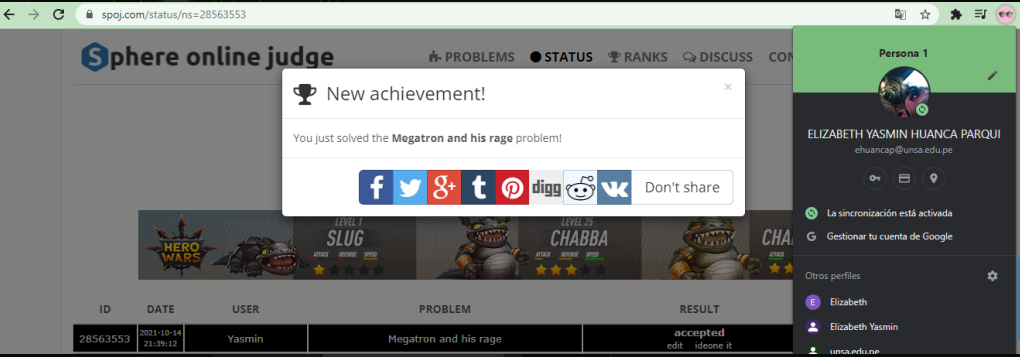 spoj.com/status/ns=28563553
Sphere online judge
PROBLEMS STATUS RANKS DISCUSS CON
Persona 1
ELIZABETH YASMIN HUANCA PARQUI
ehuancap@unsa.edu.pe
La sincronización está activada
Gestionar tu cuenta de Google
Otros perfiles
E Elizabeth
Elizabeth Yasmin
unsa.edu.pe
New achievement! ×
You just solved the Megatron and his rage problem!
f g+ t digg Don't share
HERO WARS
LEVEL 1
SLUG
ATTACK DEFENSE SPEED
LEVEL 25
CHABBA
ATTACK DEFENSE SPEED
CHA
ATTACK
ID DATE USER PROBLEM RESULT
28563553 2021-10-14 21:39:12 Yasmin Megatron and his rage accepted
edit ideone it